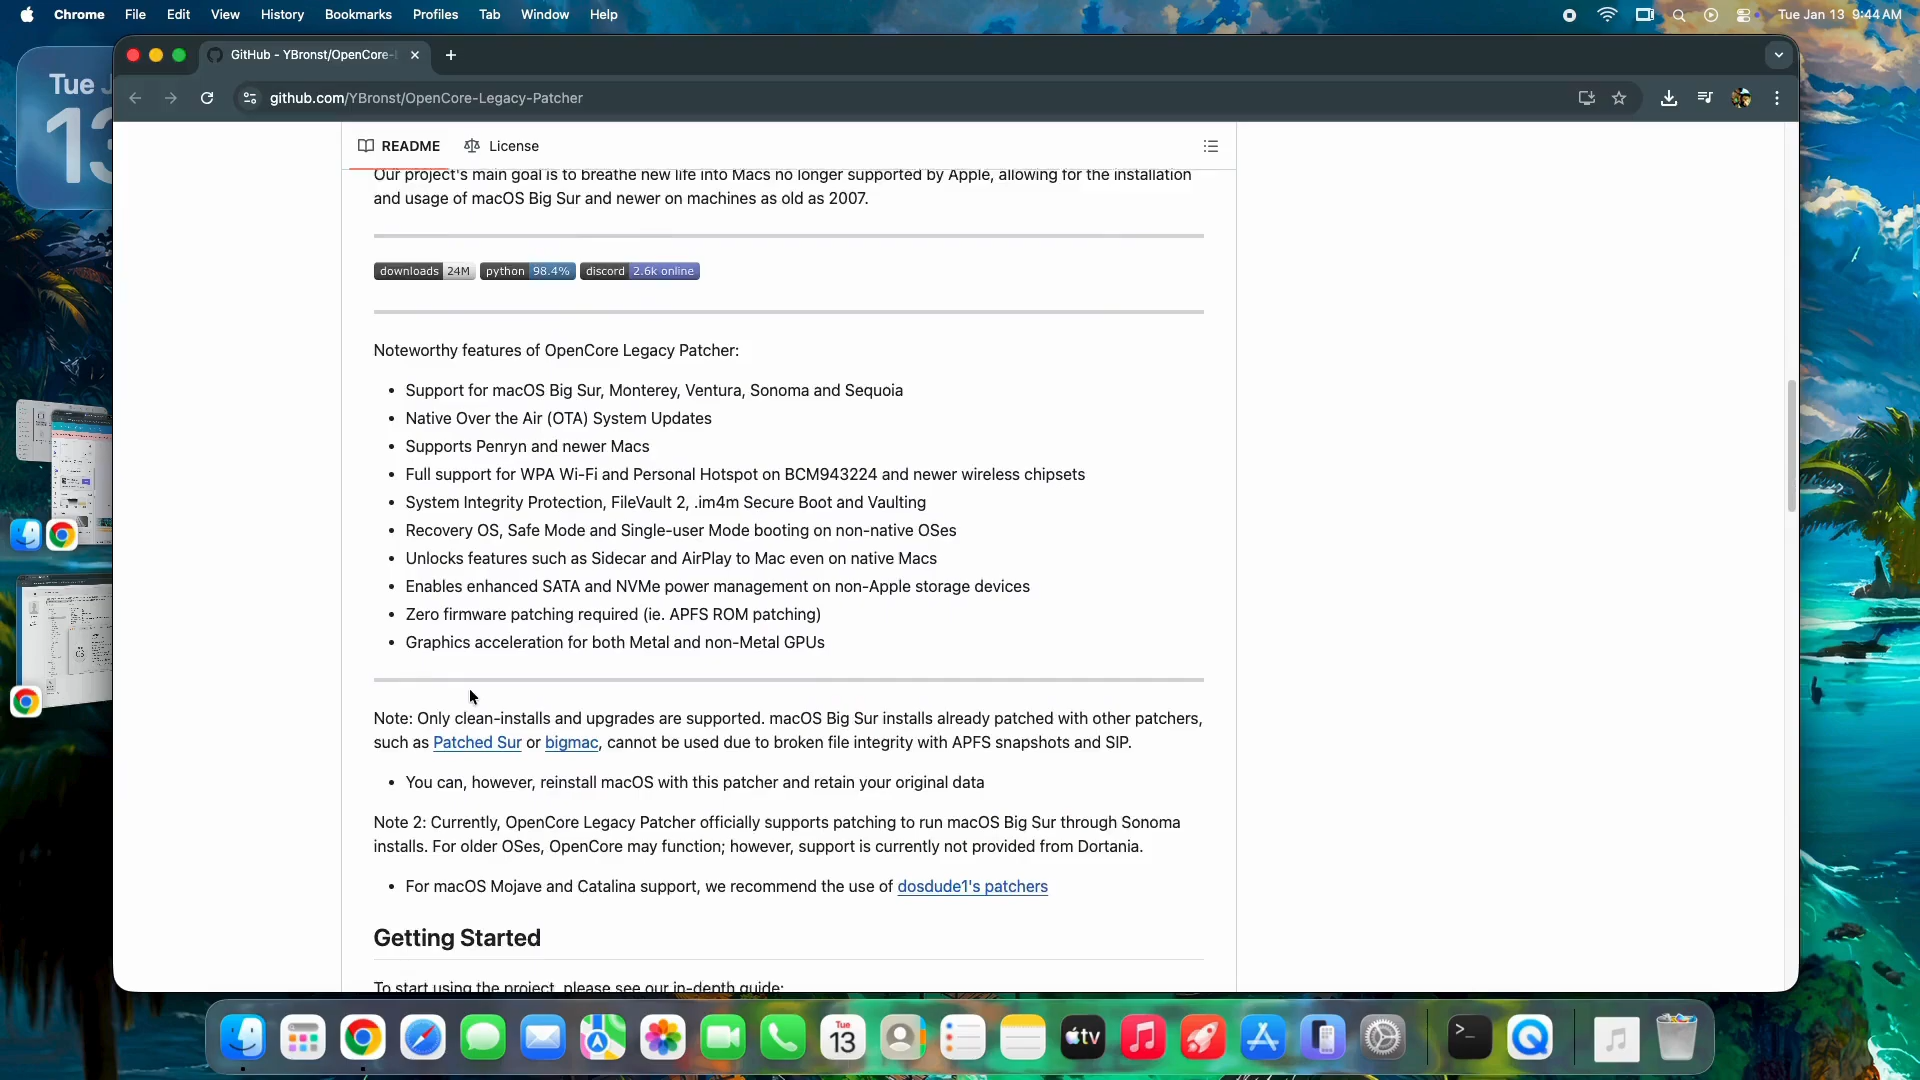 Chrome File Edit View History Bookmarks Profiles Tab Window Help Tue Jan 13 9:44 AM
GitHub - YBronst/OpenCore-
Tue
13
github.com/YBronst/OpenCore-Legacy-Patcher
README License
Our project's main goal is to breathe new life into Macs no longer supported by Apple, allowing for the installation
and usage of macOS Big Sur and newer on machines as old as 2007.
downloads 24M python 98.4% discord 2.6k online
Noteworthy features of OpenCore Legacy Patcher:
• Support for macOS Big Sur, Monterey, Ventura, Sonoma and Sequoia
• Native Over the Air (OTA) System Updates
• Supports Penryn and newer Macs
• Full support for WPA Wi-Fi and Personal Hotspot on BCM943224 and newer wireless chipsets
• System Integrity Protection, FileVault 2, .im4m Secure Boot and Vaulting
• Recovery OS, Safe Mode and Single-user Mode booting on non-native OSes
• Unlocks features such as Sidecar and AirPlay to Mac even on native Macs
• Enables enhanced SATA and NVMe power management on non-Apple storage devices
• Zero firmware patching required (ie. APFS ROM patching)
• Graphics acceleration for both Metal and non-Metal GPUs
Note: Only clean-installs and upgrades are supported. macOS Big Sur installs already patched with other patchers,
such as Patched Sur or bigmac, cannot be used due to broken file integrity with APFS snapshots and SIP.
• You can, however, reinstall macOS with this patcher and retain your original data
Note 2: Currently, OpenCore Legacy Patcher officially supports patching to run macOS Big Sur through Sonoma
installs. For older OSes, OpenCore may function; however, support is currently not provided from Dortania.
• For macOS Mojave and Catalina support, we recommend the use of dosdude1's patchers
Getting Started
To start using the project, please see our in-depth guide:
Tue
13
tv